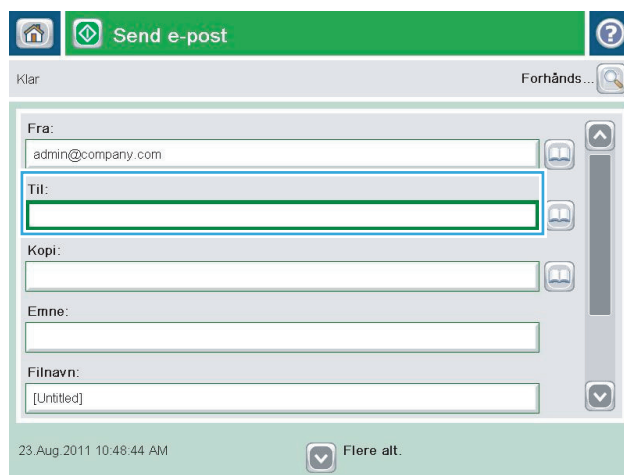 Send e-post
?
Klar Forhånds...
Fra:
admin@company.com
Til:
Kopi:
Emne:
Filnavn:
[Untitled]
23.Aug.2011 10:48:44 AM Flere alt.